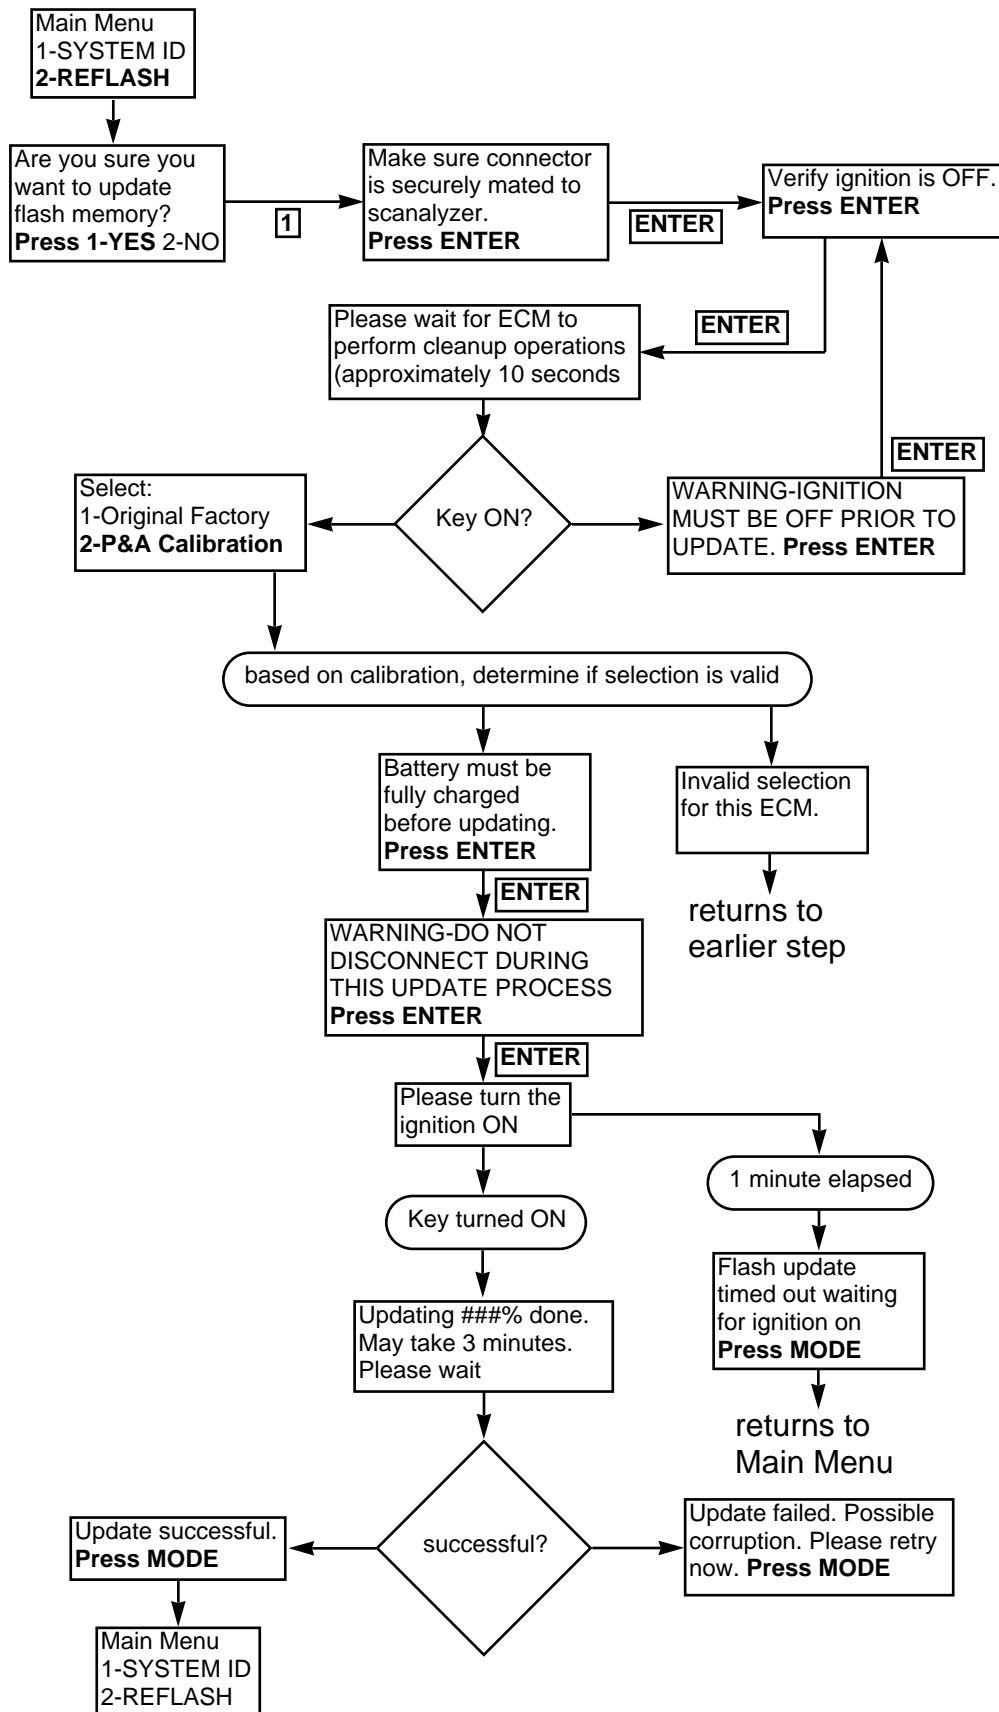 Main Menu
1-SYSTEM ID
2-REFLASH
Are you sure you
want to update
flash memory?
Press 1-YES 2-NO
1
Make sure connector
is securely mated to
scanalyzer.
Press ENTER
ENTER
Verify ignition is OFF.
Press ENTER
ENTER
Please wait for ECM to
perform cleanup operations
(approximately 10 seconds
Key ON?
ENTER
WARNING-IGNITION
MUST BE OFF PRIOR TO
UPDATE. Press ENTER
Select:
1-Original Factory
2-P&A Calibration
based on calibration, determine if selection is valid
Battery must be
fully charged
before updating.
Press ENTER
Invalid selection
for this ECM.
returns to
earlier step
ENTER
WARNING-DO NOT
DISCONNECT DURING
THIS UPDATE PROCESS
Press ENTER
ENTER
Please turn the
ignition ON
1 minute elapsed
Key turned ON
Flash update
timed out waiting
for ignition on
Press MODE
returns to
Main Menu
Updating ###% done.
May take 3 minutes.
Please wait
successful?
Update successful.
Press MODE
Update failed. Possible
corruption. Please retry
now. Press MODE
Main Menu
1-SYSTEM ID
2-REFLASH